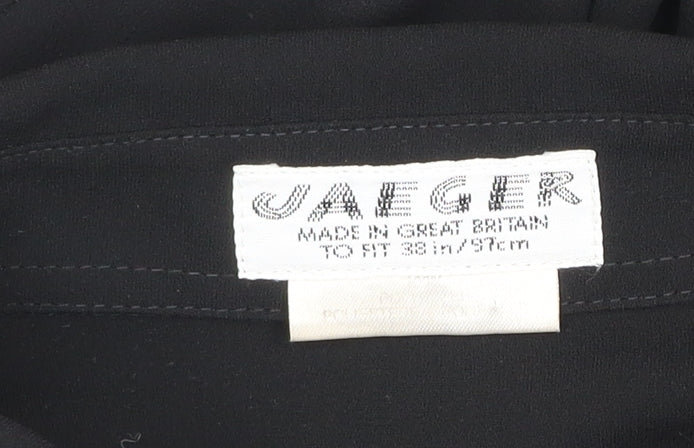 JAEGER
MADE IN GREAT BRITAIN
TO FIT 38 in/97cm